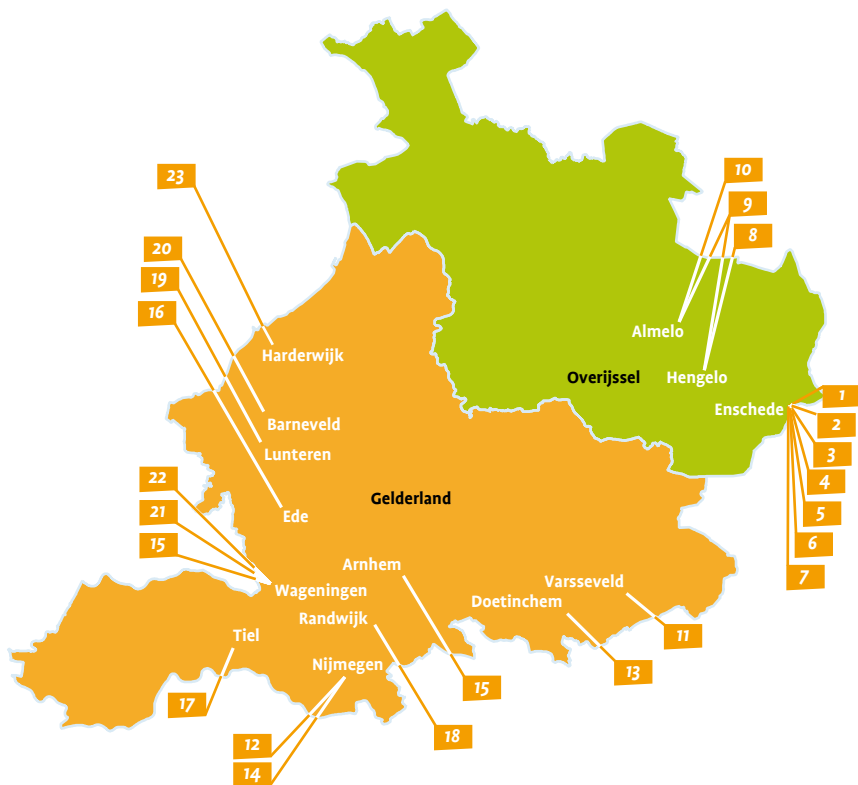 10
23
9
8
20
19
16
Almelo
Harderwijk
Overijssel
Hengelo
1
Enschede
2
Barneveld
3
Lunteren
4
22
Gelderland
5
21
Ede
6
15
Arnhem
7
Varsseveld
Wageningen
Doetinchem
Randwijk
Tiel
11
Nijmegen
13
15
17
18
12
14